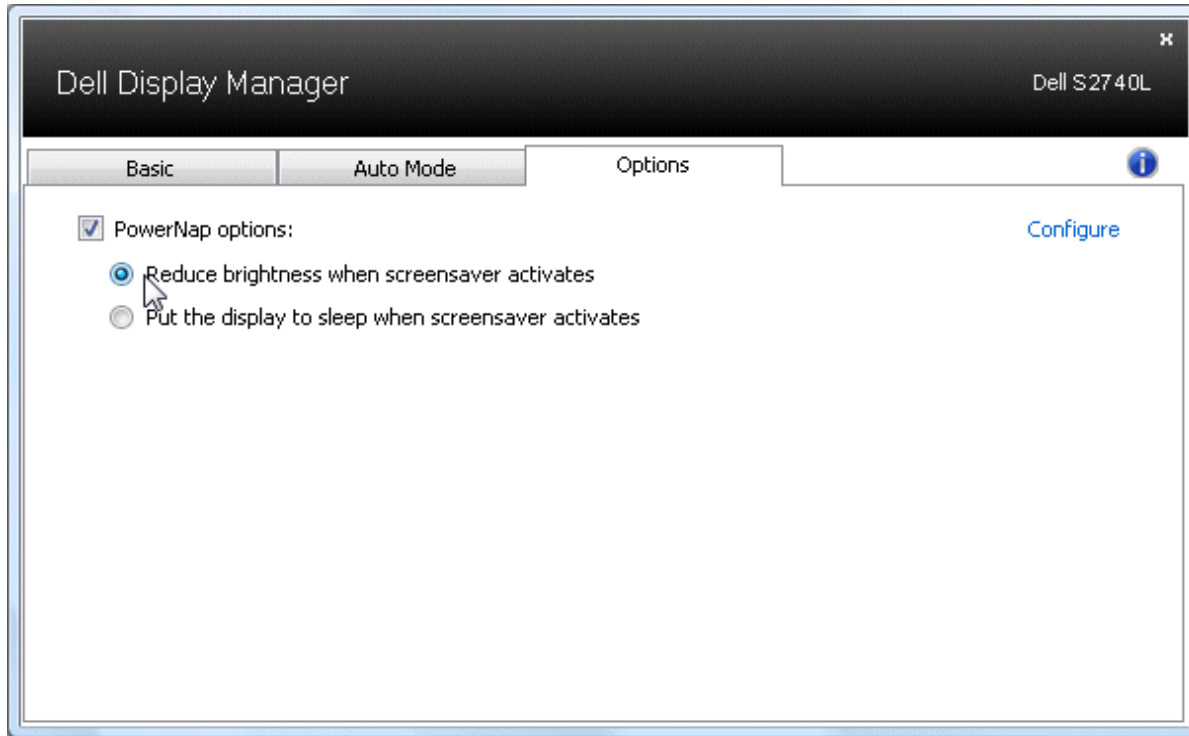 Dell Display Manager
Dell S2740L
Basic
Auto Mode
Options
PowerNap options:
Configure
Reduce brightness when screensaver activates
Put the display to sleep when screensaver activates